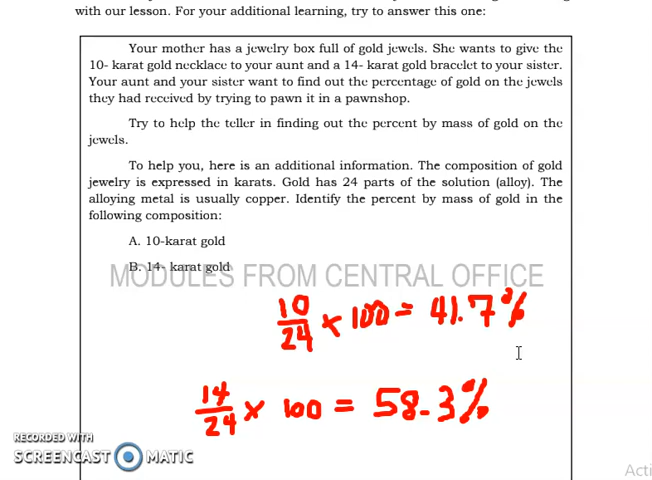 with our lesson. For your additional learning, try to answer this one:
Your mother has a jewelry box full of gold jewels. She wants to give the
10- karat gold necklace to your aunt and a 14- karat gold bracelet to your sister.
Your aunt and your sister want to find out the percentage of gold on the jewels
they had received by trying to pawn it in a pawnshop.
Try to help the teller in finding out the percent by mass of gold on the
jewels.
To help you, here is an additional information. The composition of gold
jewelry is expressed in karats. Gold has 24 parts of the solution (alloy). The
alloying metal is usually copper. Identify the percent by mass of gold in the
following composition:
A. 10-karat gold
B. 14- karat gold
MODULES FROM CENTRAL OFFICE
10/24 × 100 = 41.7%
14/24 × 100 = 58.3%
RECORDED WITH
SCREENCAST MATIC
Acti